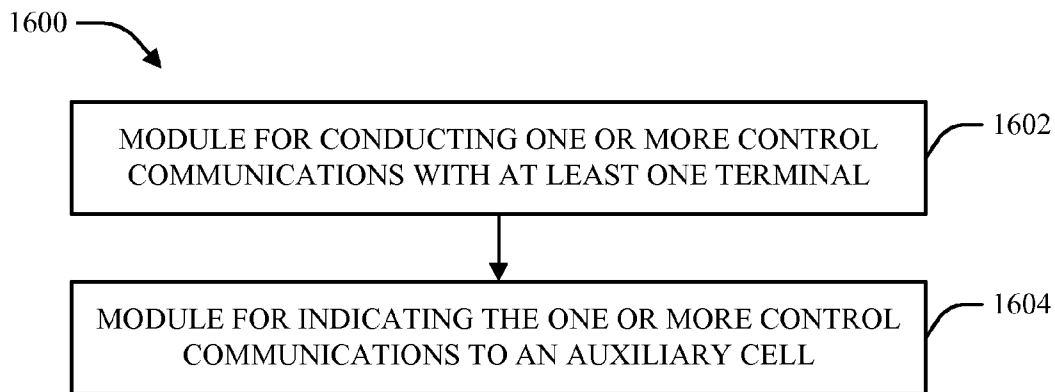 1600
MODULE FOR CONDUCTING ONE OR MORE CONTROL
COMMUNICATIONS WITH AT LEAST ONE TERMINAL
1602
MODULE FOR INDICATING THE ONE OR MORE CONTROL
COMMUNICATIONS TO AN AUXILIARY CELL
1604